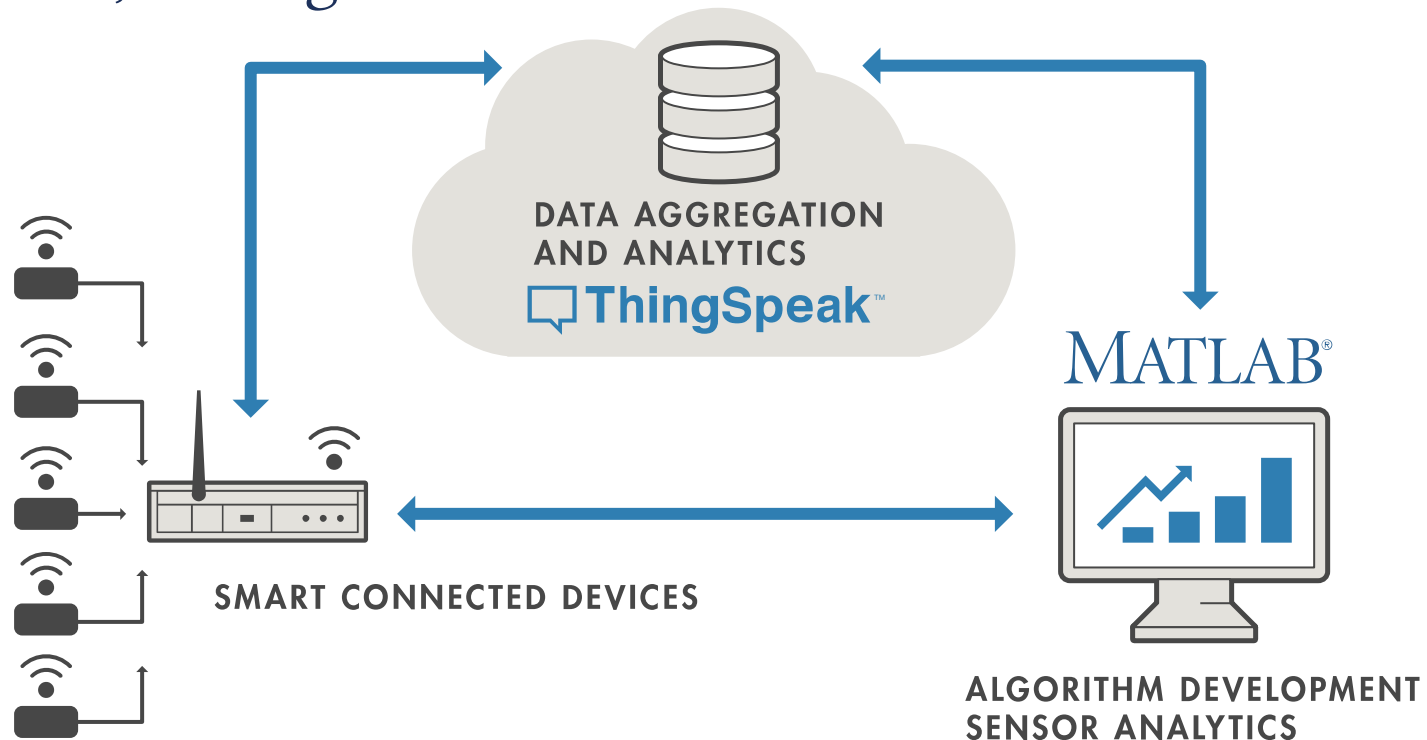 DATA AGGREGATION
AND ANALYTICS
ThingSpeak™
MATLAB®
SMART CONNECTED DEVICES
ALGORITHM DEVELOPMENT
SENSOR ANALYTICS